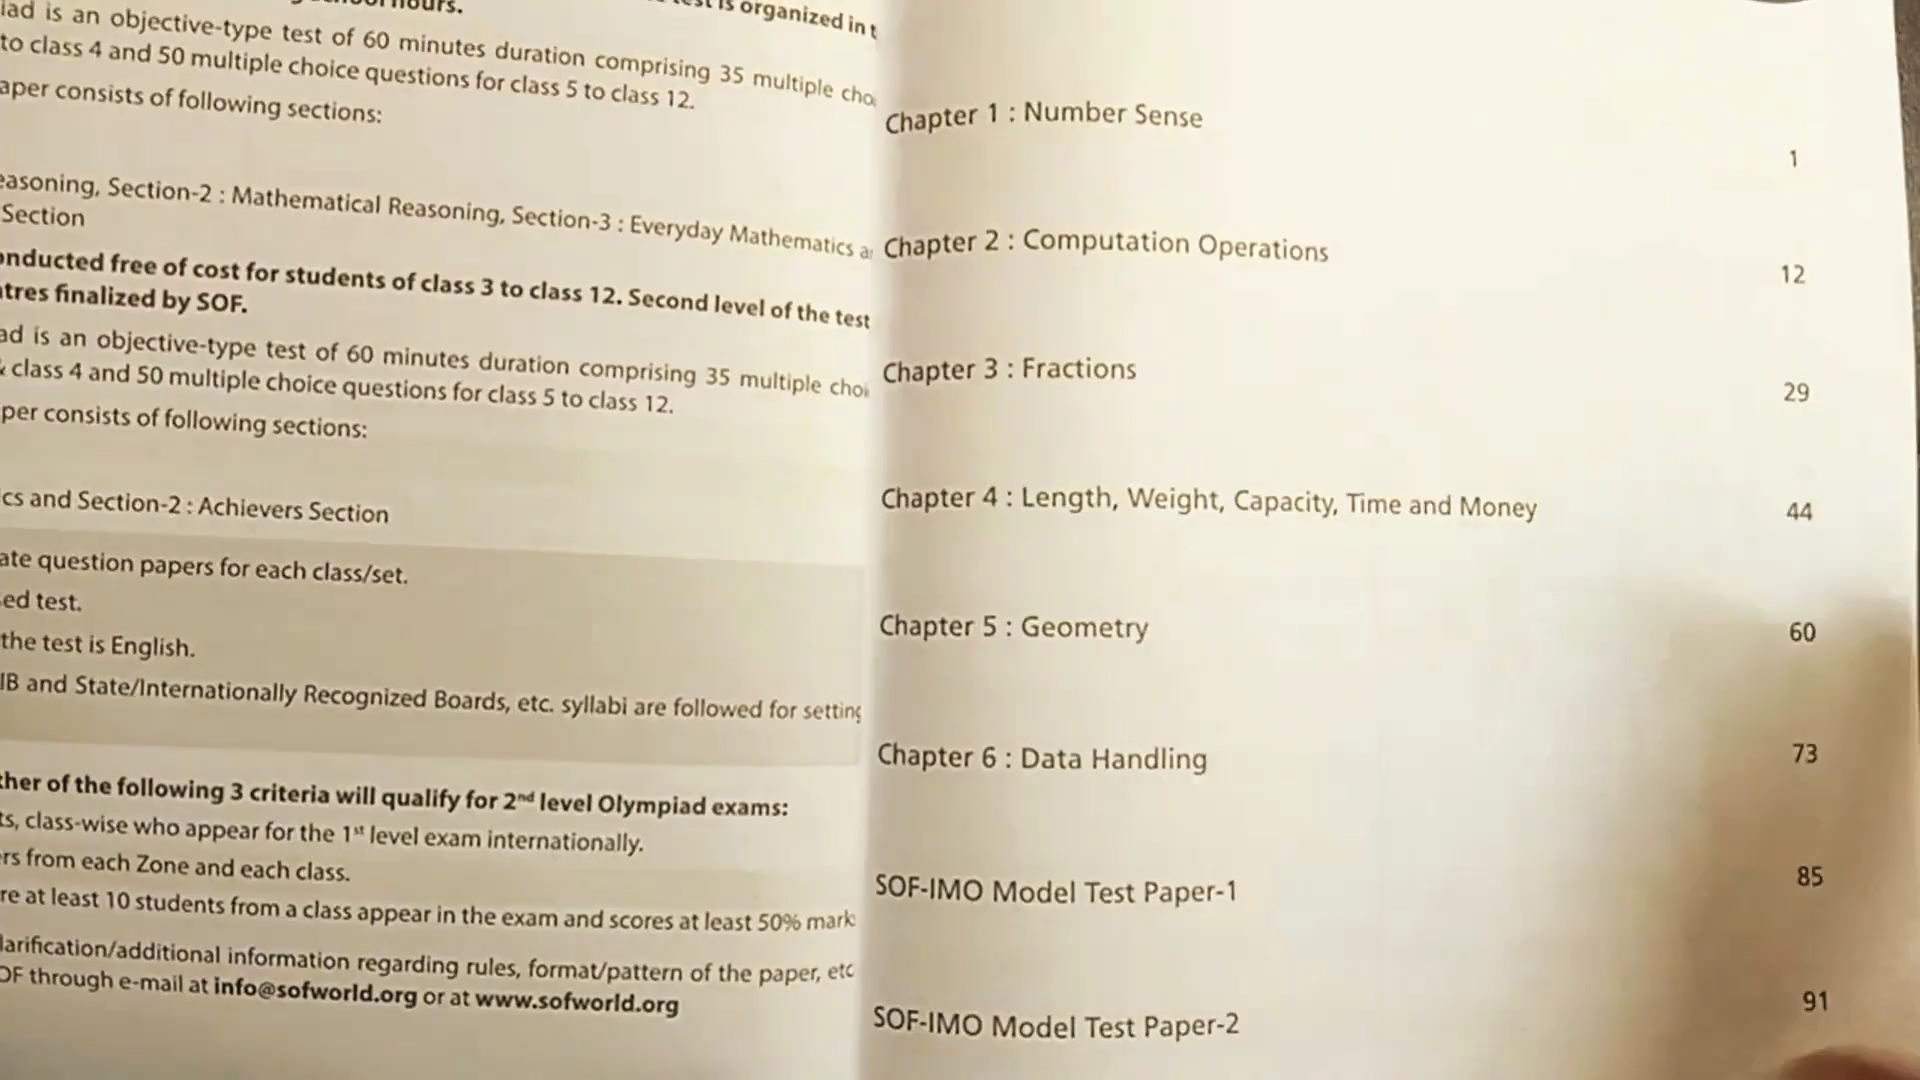 hours.
test is organized in t
iad is an objective-type test of 60 minutes duration comprising 35 multiple cho
to class 4 and 50 multiple choice questions for class 5 to class 12.
aper consists of following sections:
easoning, Section-2 : Mathematical Reasoning, Section-3 : Everyday Mathematics a
Section
onducted free of cost for students of class 3 to class 12. Second level of the test
tres finalized by SOF.
ad is an objective-type test of 60 minutes duration comprising 35 multiple choi
& class 4 and 50 multiple choice questions for class 5 to class 12.
per consists of following sections:
cs and Section-2 : Achievers Section
ate question papers for each class/set.
ed test.
the test is English.
IB and State/Internationally Recognized Boards, etc. syllabi are followed for setting
ther of the following 3 criteria will qualify for 2nd level Olympiad exams:
ts, class-wise who appear for the 1st level exam internationally.
ers from each Zone and each class.
re at least 10 students from a class appear in the exam and scores at least 50% mark
larification/additional information regarding rules, format/pattern of the paper, etc
OF through e-mail at info@sofworld.org or at www.sofworld.org
Chapter 1 : Number Sense 1
Chapter 2 : Computation Operations 12
Chapter 3 : Fractions 29
Chapter 4 : Length, Weight, Capacity, Time and Money 44
Chapter 5 : Geometry 60
Chapter 6 : Data Handling 73
SOF-IMO Model Test Paper-1 85
SOF-IMO Model Test Paper-2 91